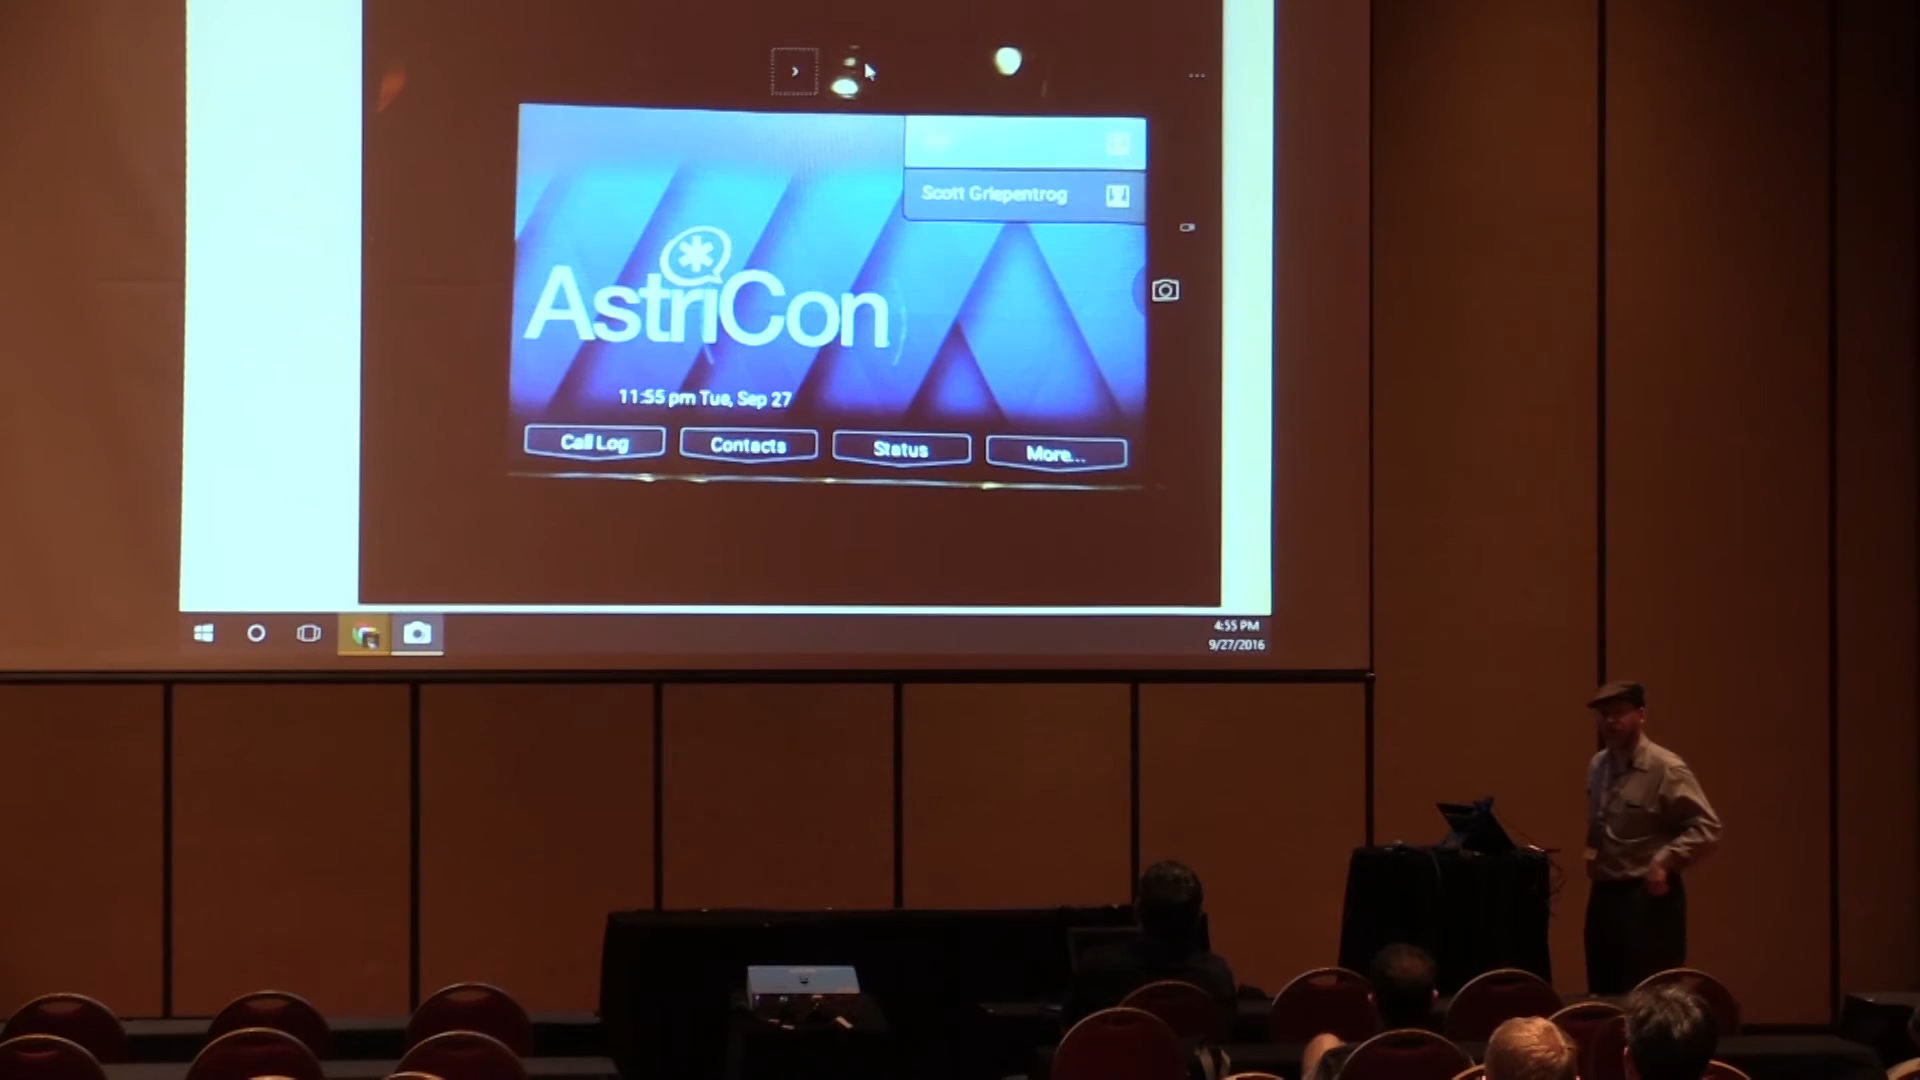 Scott Griepentrog
AstriCon
11:55 pm Tue, Sep 27
Call Log
Contacts
Status
More...
4:55 PM
9/27/2016